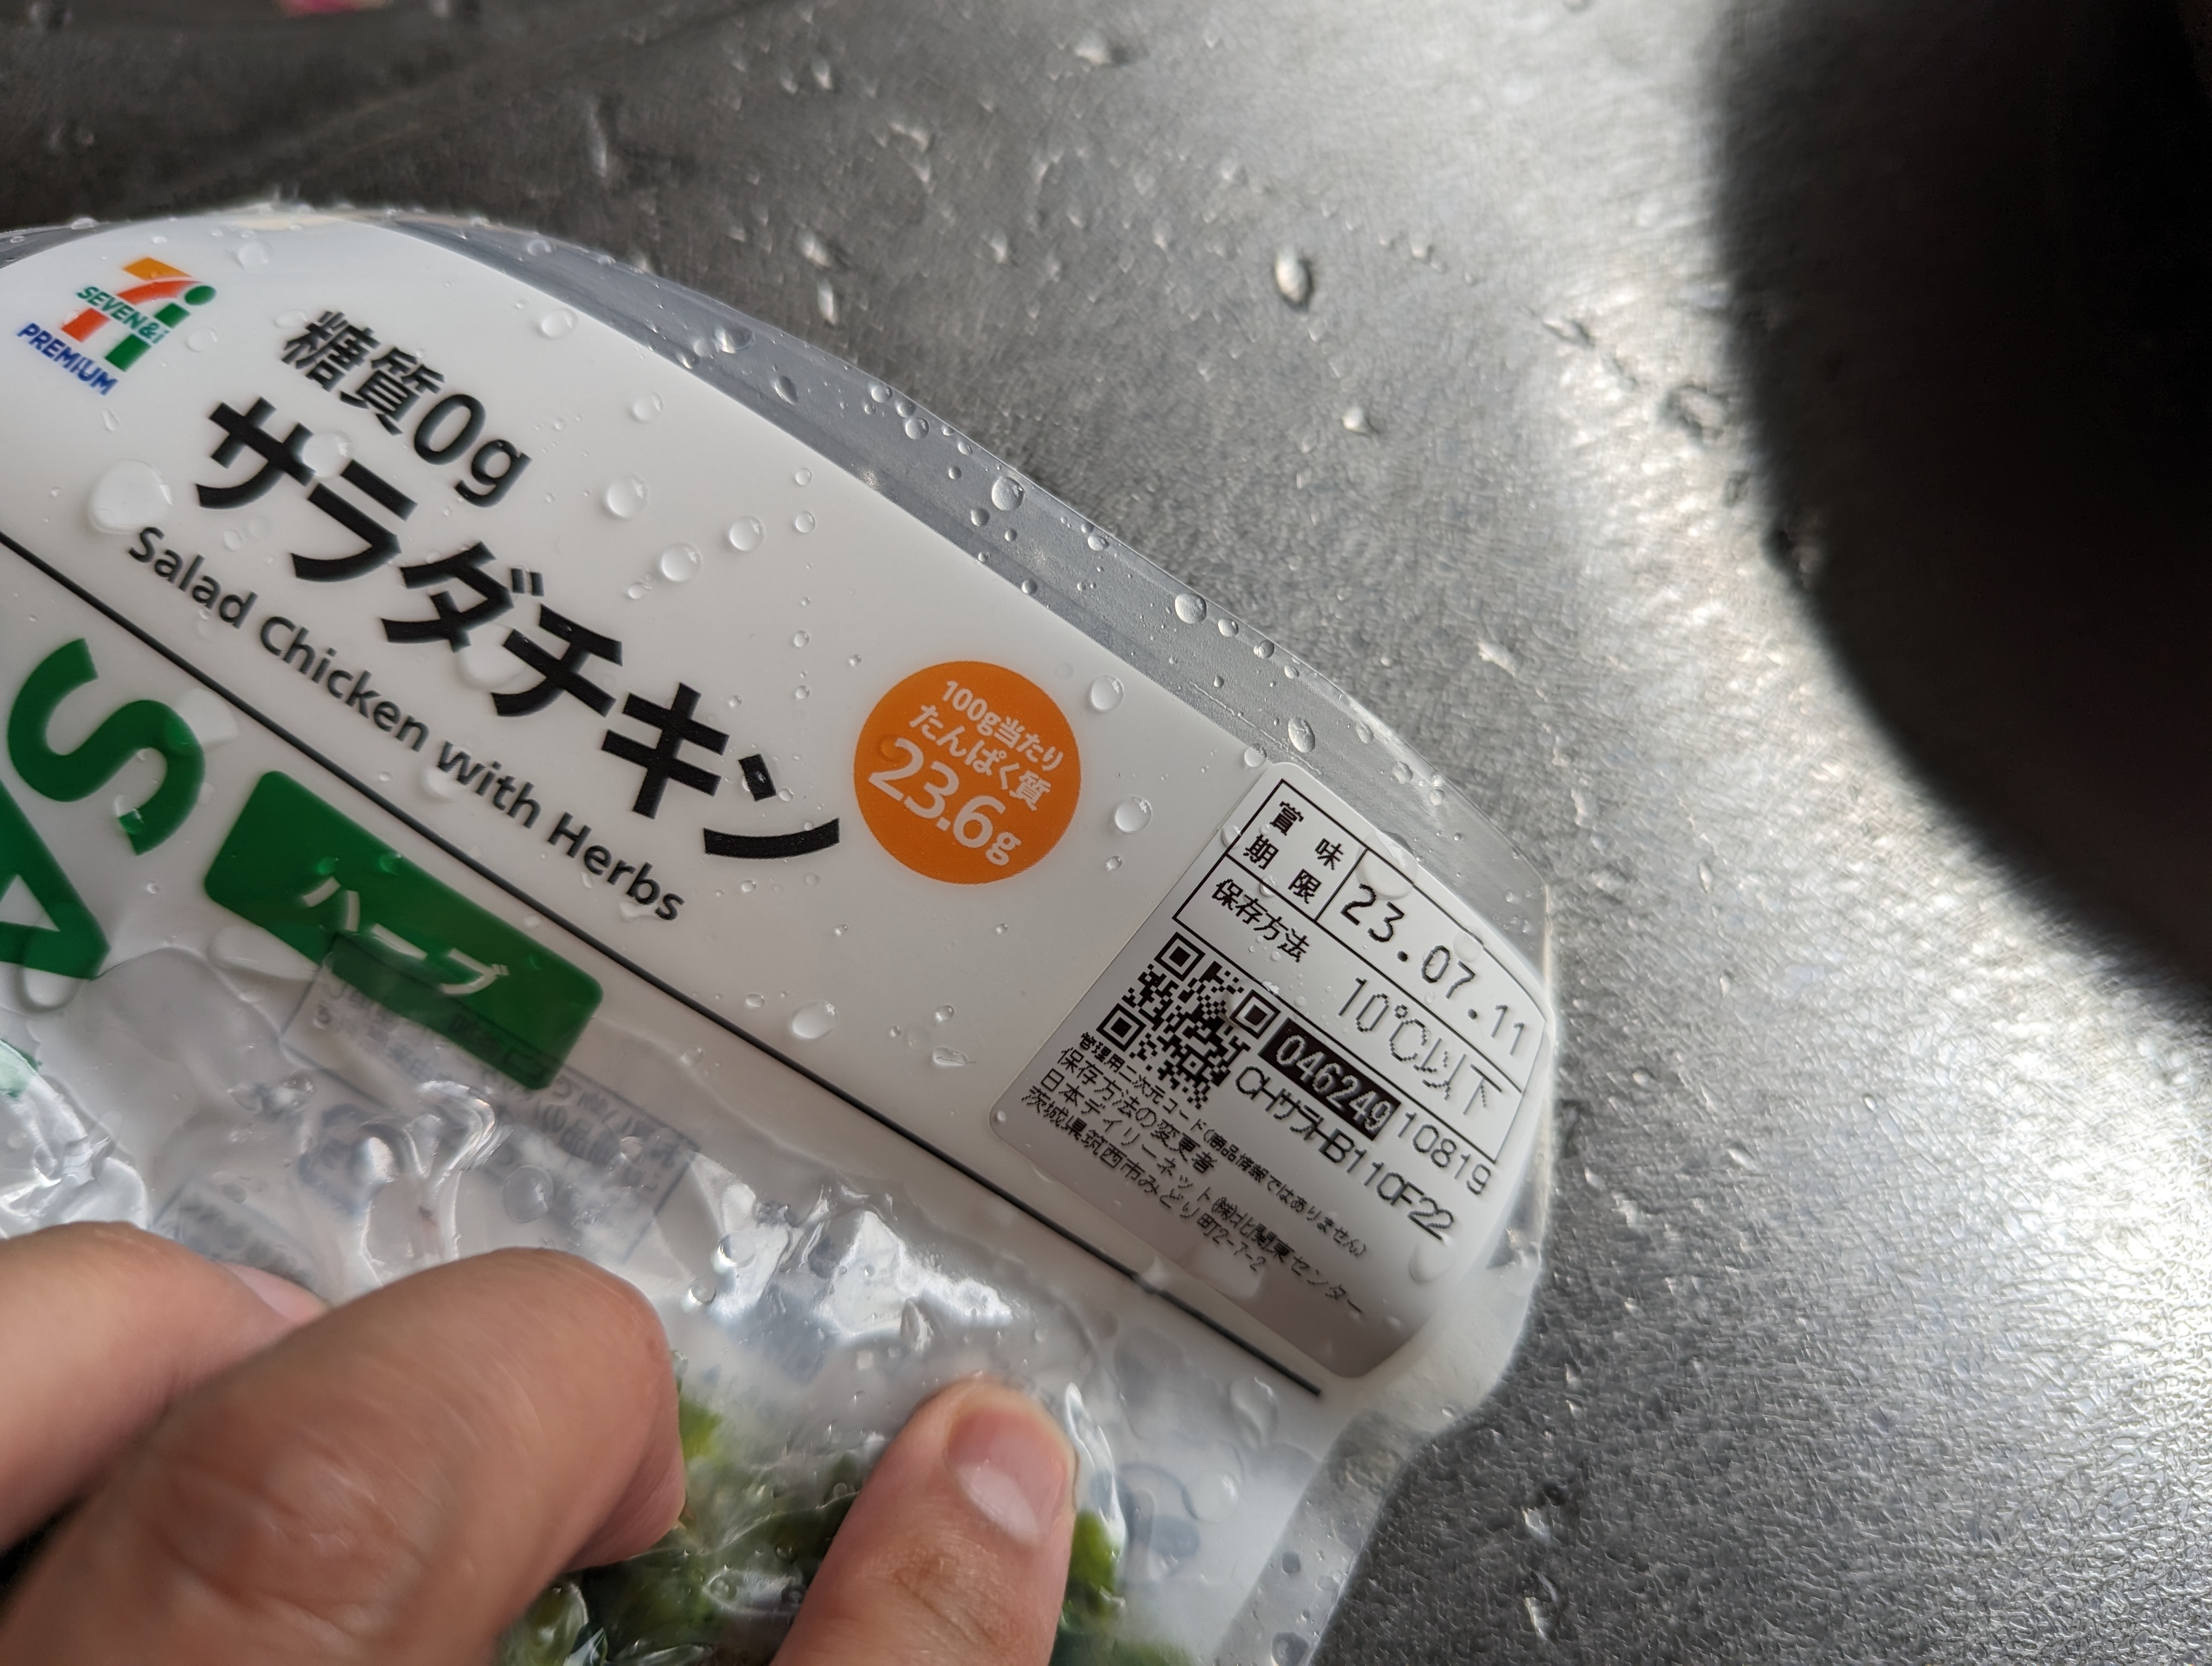 SEVEN&i
PREMIUM
糖質0g
サラダチキン
Salad Chicken with Herbs
SA
ハーブ
100g当たり
たんぱく質
23.6g
賞味期限 23.07.11
保存方法 10℃以下
046249 10819
CHサラHB110F22
管理用二次元コード(商品情報ではありません)
保存方法の変更者
日本デイリーネット㈱北関東センター
茨城県筑西市みどり町2-7-2